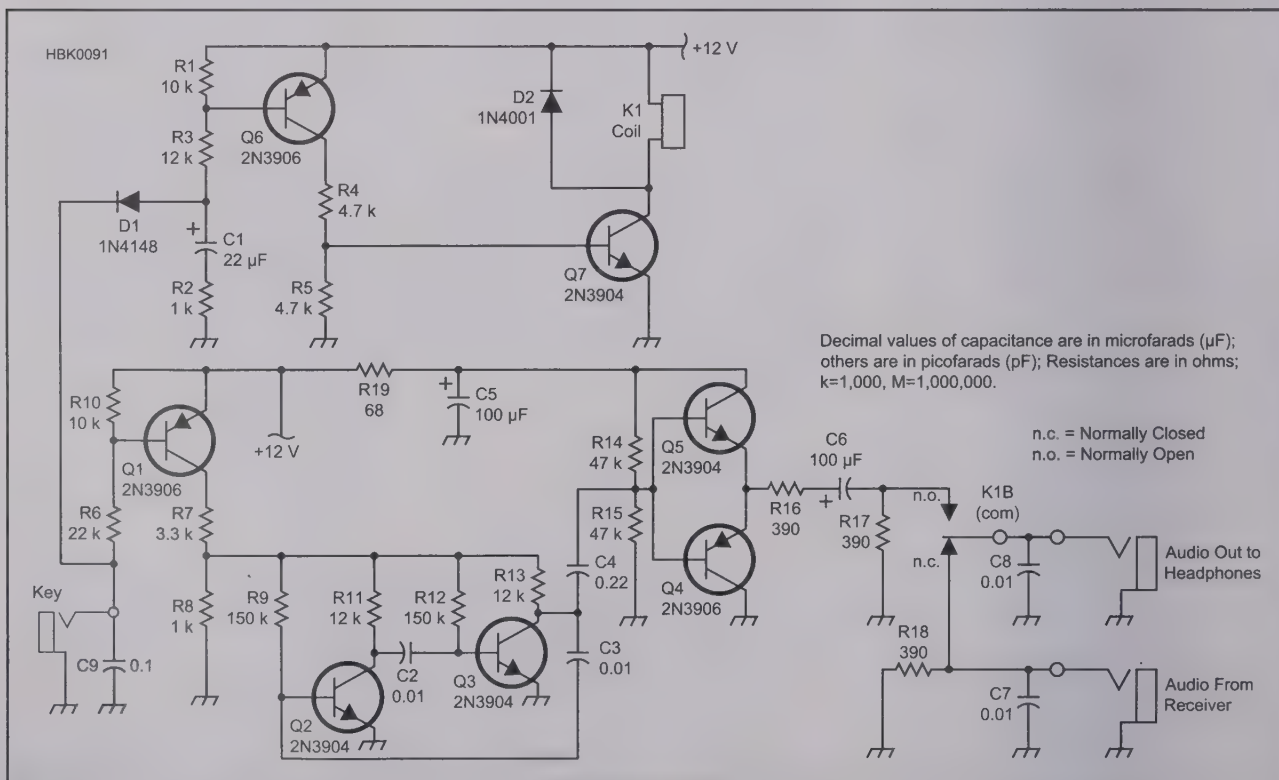 HBK0091
R1
10 k
R3
12 k
Q6
2N3906
D1
1N4148
+
C1
22 µF
R2
1 k
R4
4.7 k
R5
4.7 k
D2
1N4001
K1
Coil
+12 V
Q7
2N3904
Decimal values of capacitance are in microfarads (µF);
others are in picofarads (pF); Resistances are in ohms;
k=1,000, M=1,000,000.
n.c. = Normally Closed
n.o. = Normally Open
R10
10 k
Q1
2N3906
R6
22 k
R7
3.3 k
+12 V
R19
68
+
C5
100 µF
R14
47 k
R15
47 k
Q5
2N3904
Q4
2N3906
R16
390
C6
100 µF
+
R17
390
n.o.
n.c.
K1B
(com)
C8
0.01
Audio Out to
Headphones
Key
C9
0.1
R8
1 k
R9
150 k
R11
12 k
R12
150 k
R13
12 k
C4
0.22
C2
0.01
Q3
2N3904
C3
0.01
Q2
2N3904
R18
390
C7
0.01
Audio From
Receiver